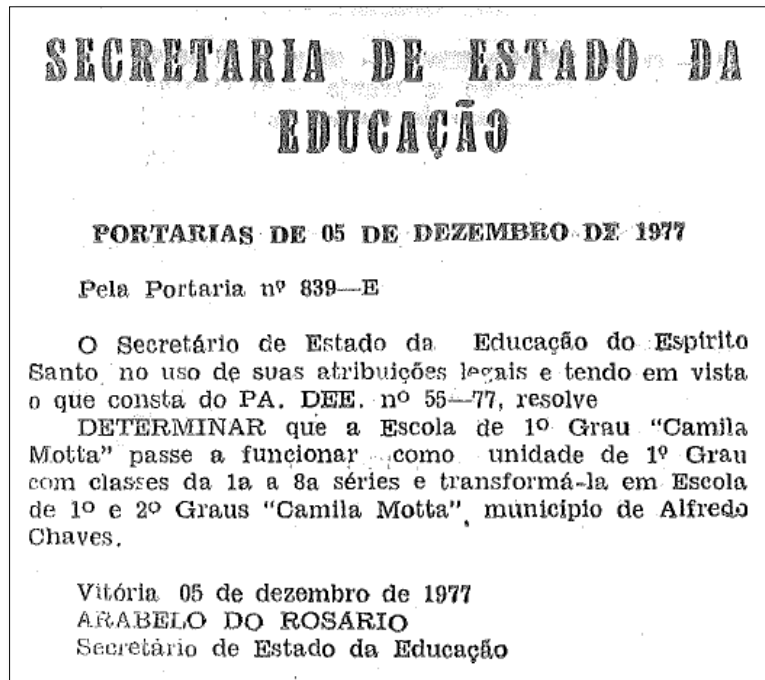 SECRETARIA DE ESTADO DA
EDUCAÇÃO
PORTARIAS DE 05 DE DEZEMBRO DE 1977
Pela Portaria nº 839—E
O Secretário de Estado da Educação do Espírito
Santo no uso de suas atribuições legais e tendo em vista
o que consta do PA. DEE. nº 55—77, resolve
DETERMINAR que a Escola de 1º Grau "Camila
Motta" passe a funcionar como unidade de 1º Grau
com classes da 1a a 8a séries e transformá-la em Escola
de 1º e 2º Graus "Camila Motta", município de Alfredo
Chaves.
Vitória 05 de dezembro de 1977
ARABELO DO ROSÁRIO
Secretário de Estado da Educação